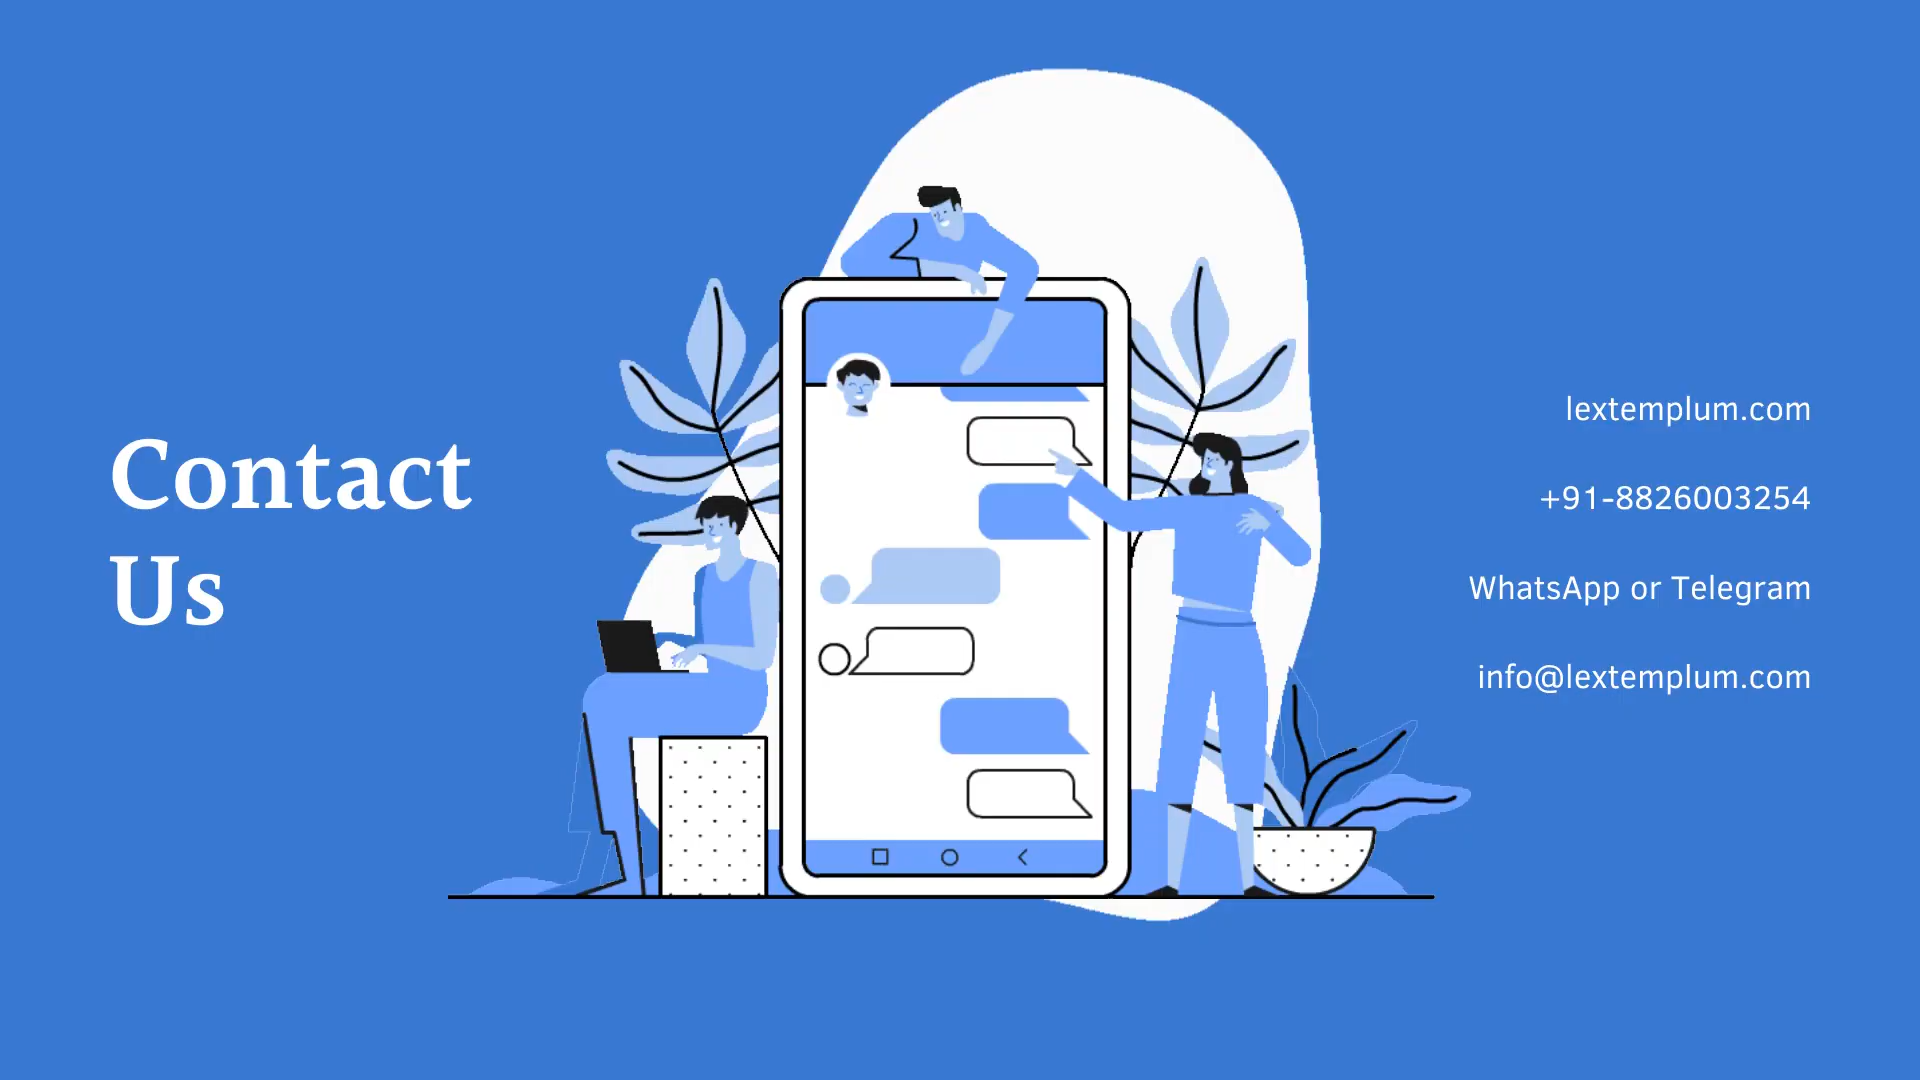 Contact
Us
lextemplum.com
+91-8826003254
WhatsApp or Telegram
info@lextemplum.com